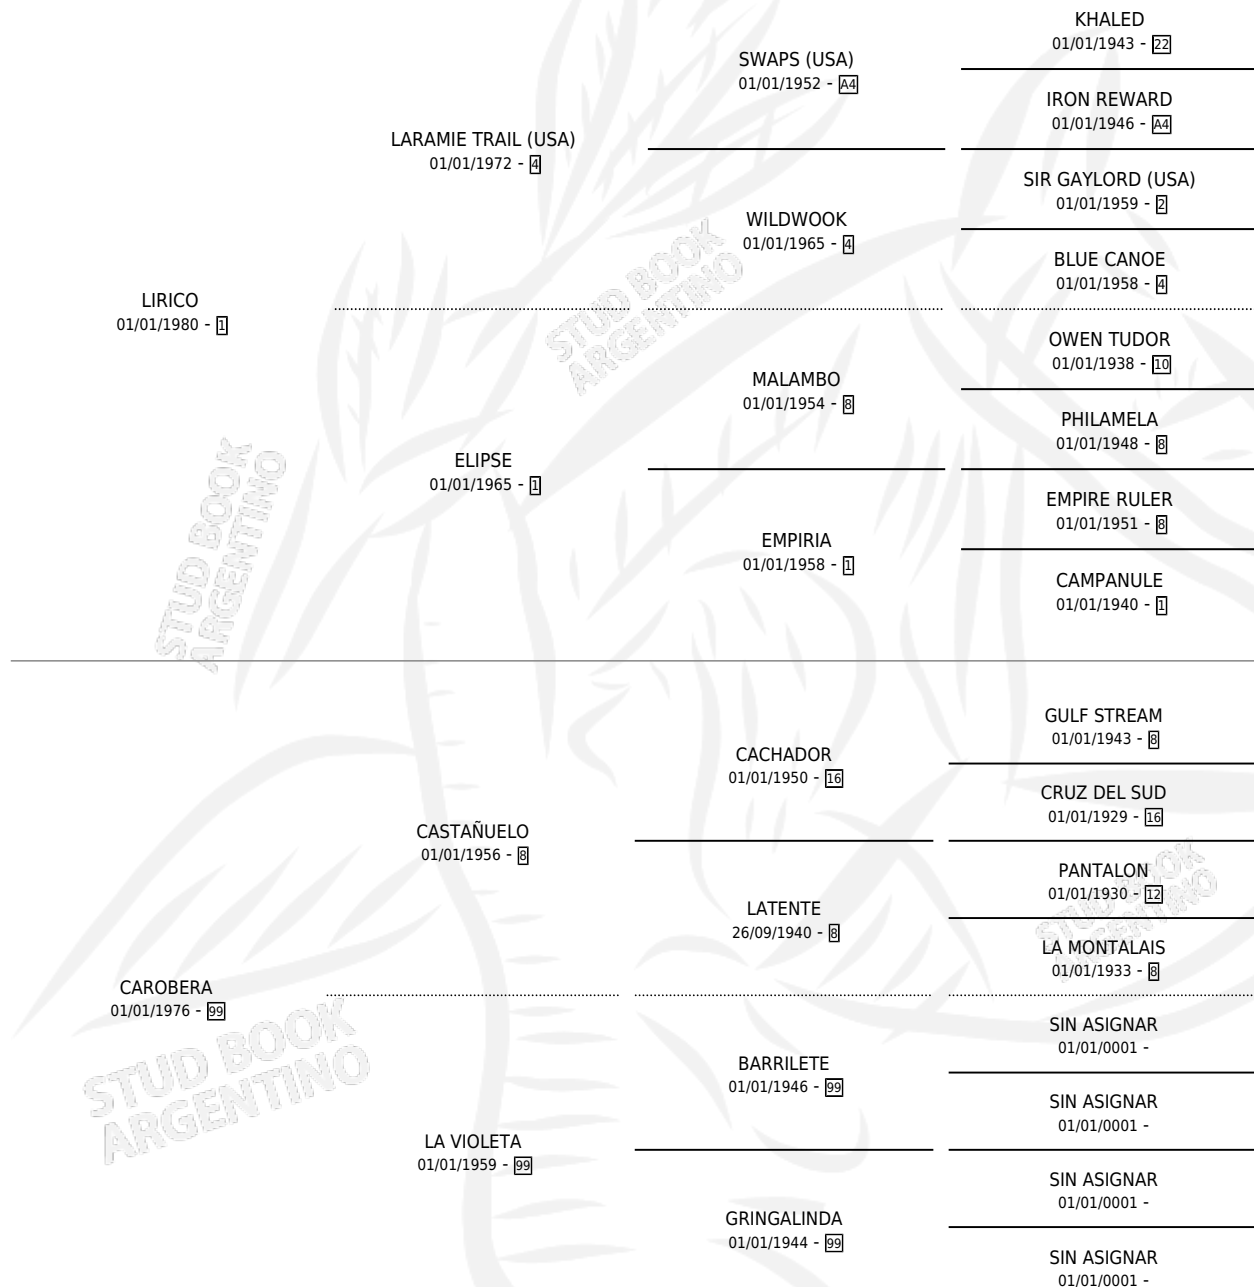 KHALED
01/01/1943 - 22
SWAPS (USA)
01/01/1952 - A4
IRON REWARD
01/01/1946 - A4
LARAMIE TRAIL (USA)
01/01/1972 - 4
SIR GAYLORD (USA)
01/01/1959 - 2
WILDWOOK
01/01/1965 - 4
BLUE CANOE
01/01/1958 - 4
LIRICO
01/01/1980 - 1
OWEN TUDOR
01/01/1938 - 10
MALAMBO
01/01/1954 - 8
PHILAMELA
01/01/1948 - 8
ELIPSE
01/01/1965 - 1
EMPIRE RULER
01/01/1951 - 8
EMPIRIA
01/01/1958 - 1
CAMPANULE
01/01/1940 - 1
GULF STREAM
01/01/1943 - 8
CACHADOR
01/01/1950 - 16
CRUZ DEL SUD
01/01/1929 - 16
CASTAÑUELO
01/01/1956 - 8
PANTALON
01/01/1930 - 12
LATENTE
26/09/1940 - 8
LA MONTALAIS
01/01/1933 - 8
CAROBERA
01/01/1976 - 99
SIN ASIGNAR
01/01/0001 -
BARRILETE
01/01/1946 - 99
SIN ASIGNAR
01/01/0001 -
LA VIOLETA
01/01/1959 - 99
SIN ASIGNAR
01/01/0001 -
GRINGALINDA
01/01/1944 - 99
SIN ASIGNAR
01/01/0001 -
STUD BOOK
ARGENTINO
STUD BOOK
ARGENTINO
STUD BOOK
ARGENTINO
STUD BOOK
ARGENTINO